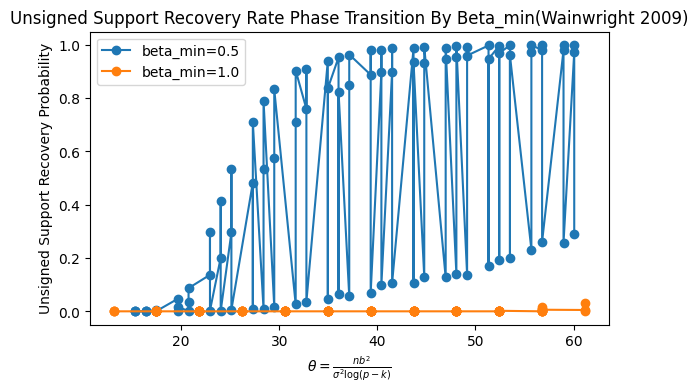 Unsigned Support Recovery Rate Phase Transition By Beta_min(Wainwright 2009)
beta_min=0.5
beta_min=1.0
Unsigned Support Recovery Probability
1.0
0.8
0.6
0.4
0.2
0.0
20 30 40 50 60
θ = nb² / σ² log(p − k)